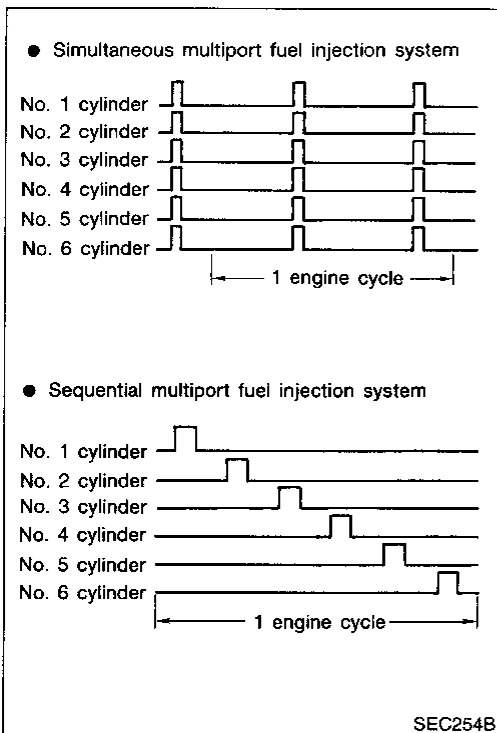 ● Simultaneous multiport fuel injection system
No. 1 cylinder
No. 2 cylinder
No. 3 cylinder
No. 4 cylinder
No. 5 cylinder
No. 6 cylinder
1 engine cycle
● Sequential multiport fuel injection system
No. 1 cylinder
No. 2 cylinder
No. 3 cylinder
No. 4 cylinder
No. 5 cylinder
No. 6 cylinder
1 engine cycle
SEC254B